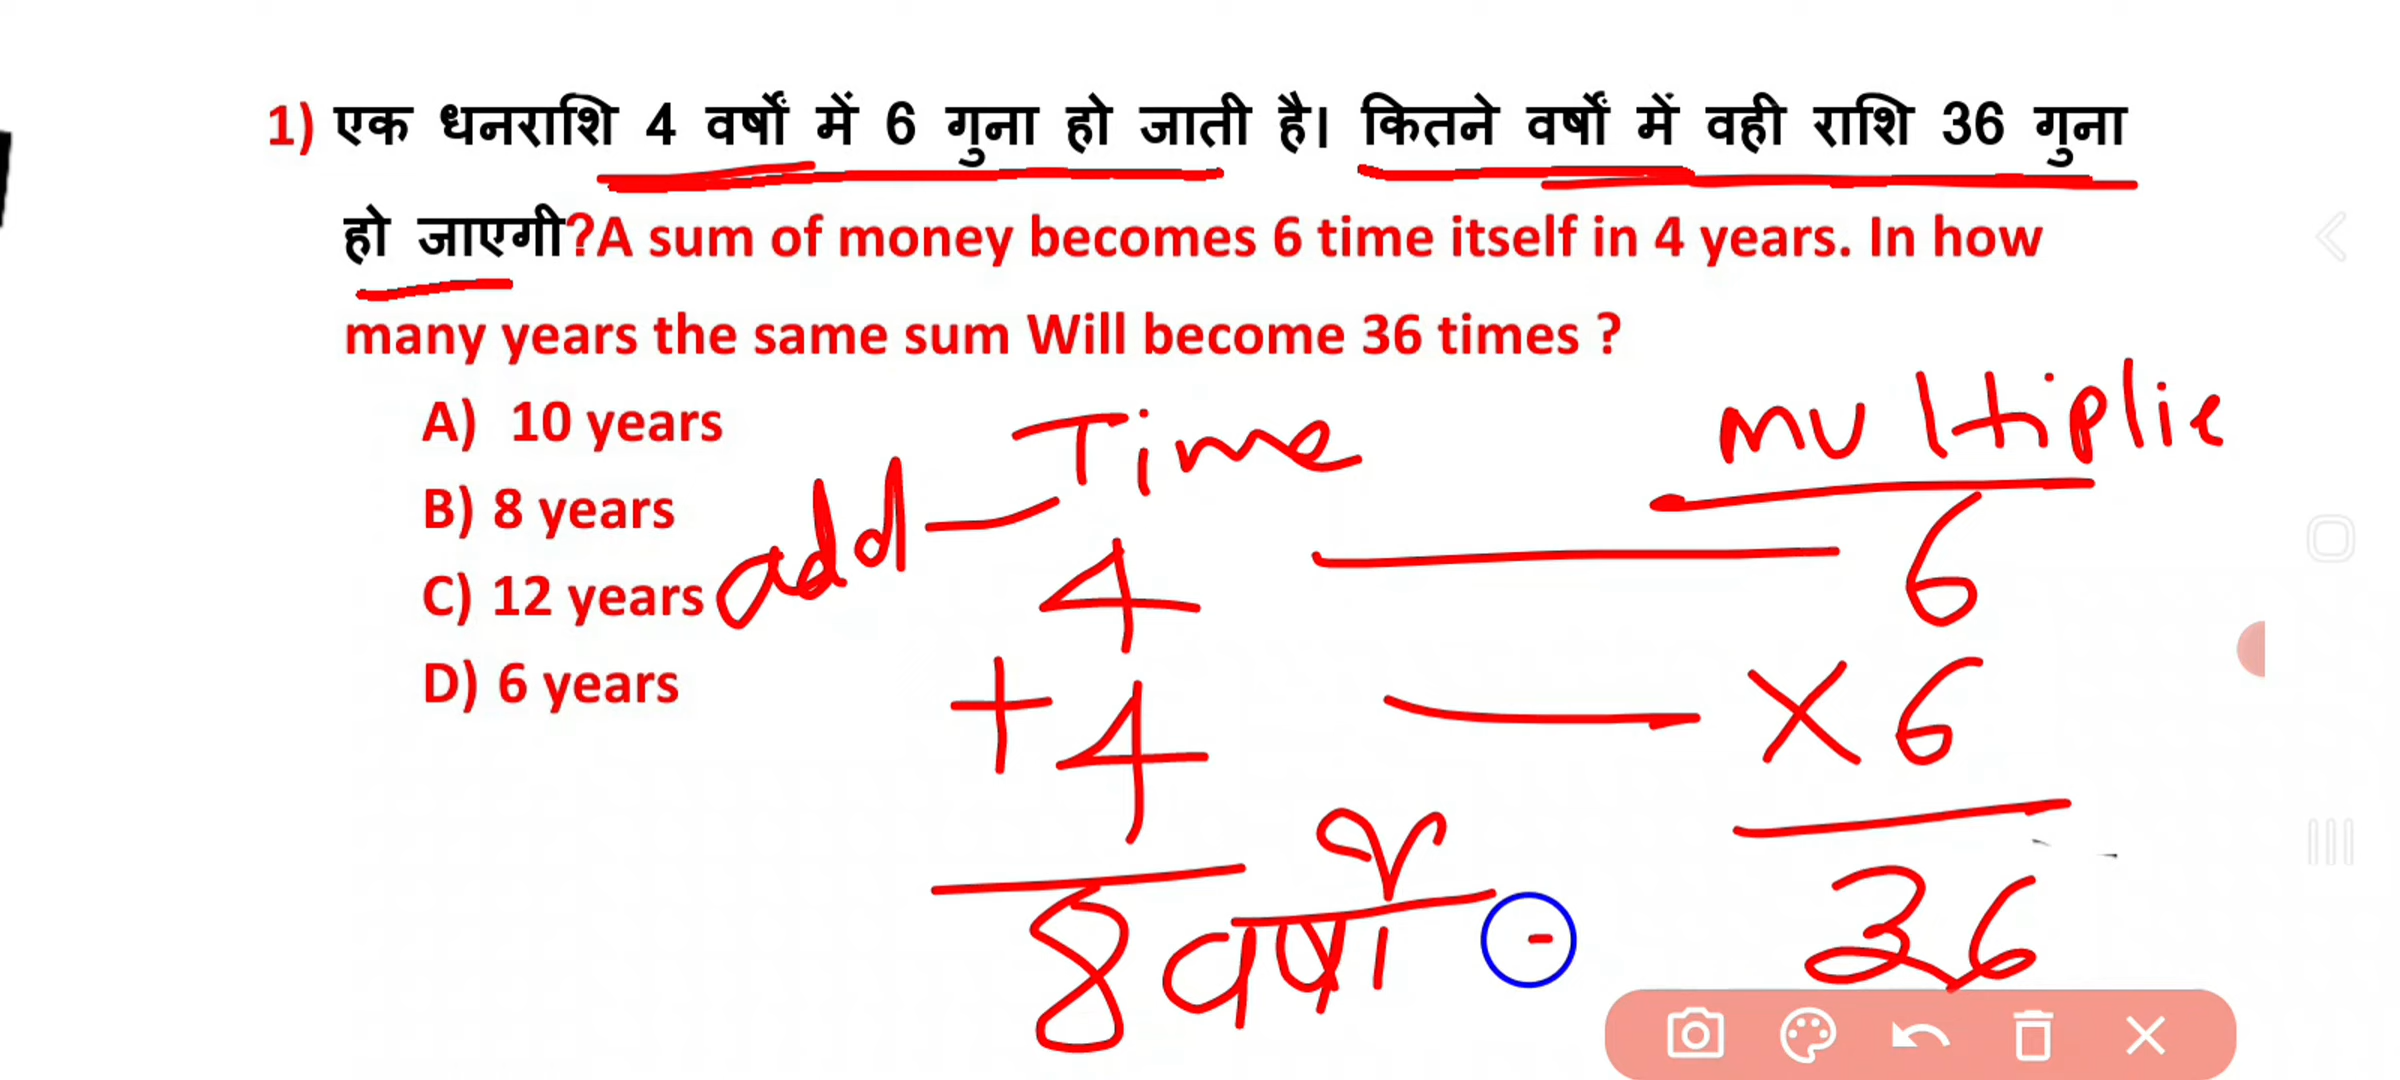 1) एक धनराशि 4 वर्षों में 6 गुना हो जाती है। कितने वर्षों में वही राशि 36 गुना
हो जाएगी?A sum of money becomes 6 time itself in 4 years. In how
many years the same sum Will become 36 times ?
A) 10 years
B) 8 years
C) 12 years
D) 6 years
add — Time
multiplie
4 — 6
+4 — ×6
8 वर्षों
36